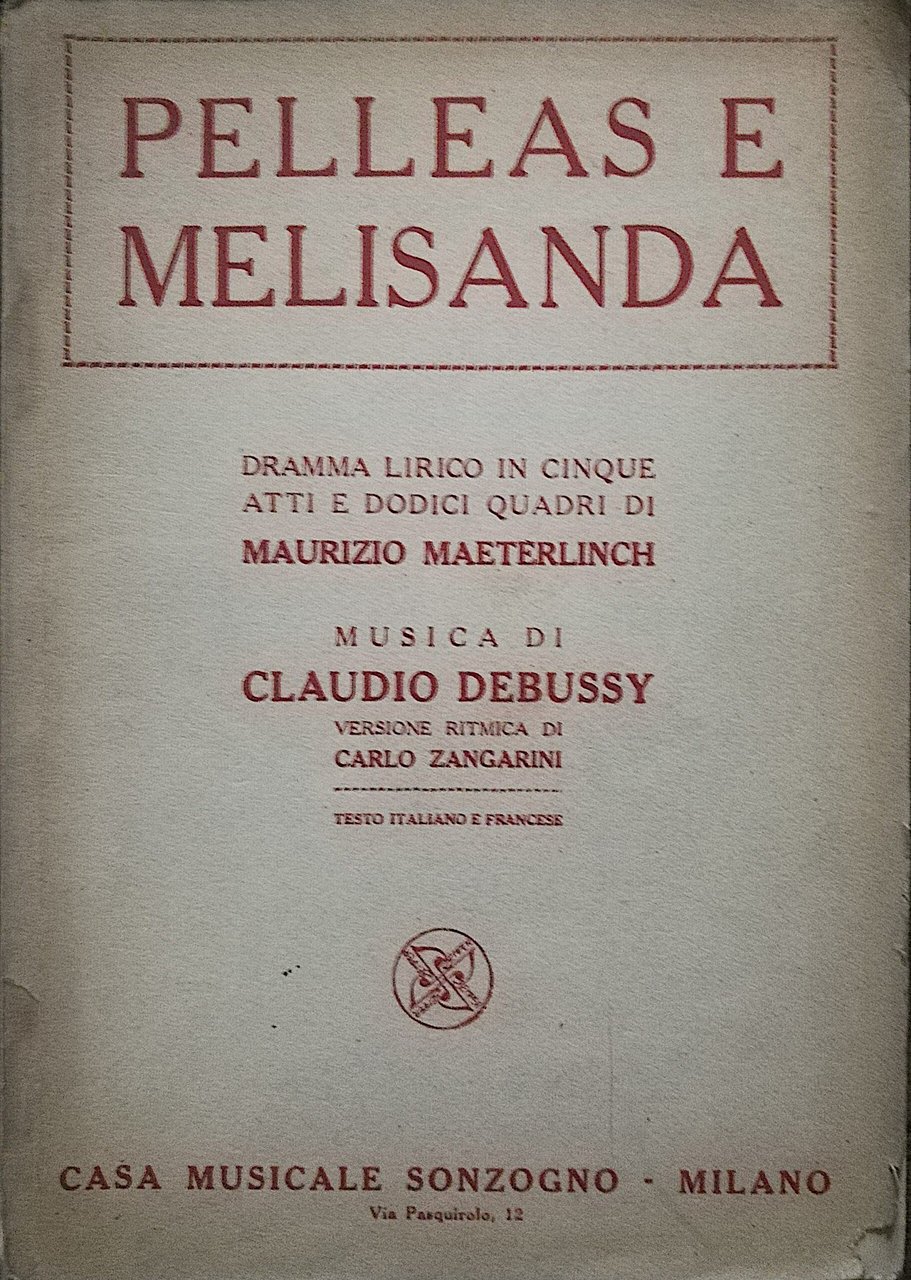 PELLEAS E
MELISANDA
DRAMMA LIRICO IN CINQUE
ATTI E DODICI QUADRI DI
MAURIZIO MAETERLINCH
MUSICA DI
CLAUDIO DEBUSSY
VERSIONE RITMICA DI
CARLO ZANGARINI
TESTO ITALIANO E FRANCESE
CASA MUSICALE SONZOGNO - MILANO
Via Pasquirolo, 12